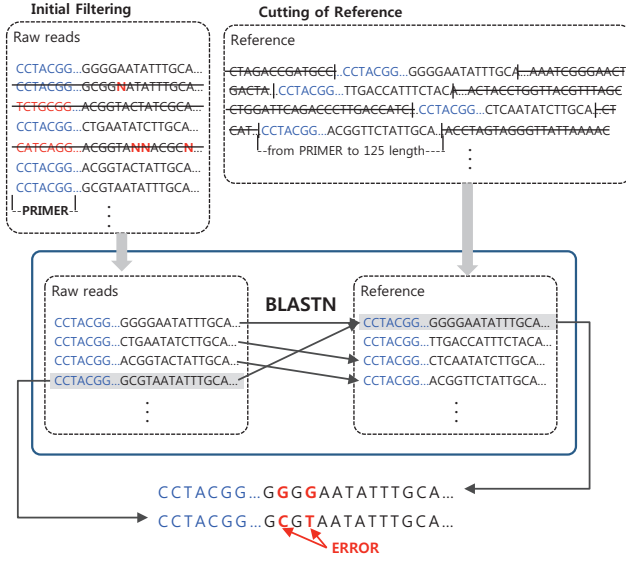 Initial Filtering
Raw reads
CCTACGG...GGGGAATATTTGCA...
CCTACGG...GCGGNATATTTGCA...
TCTGCGG...ACGGTACTATCGCA...
CCTACGG...CTGAATATCTTGCA...
CATCAGG...ACGGTANNACGCN...
CCTACGG...ACGGTACTATTGCA...
CCTACGG...GCGTAATATTTGCA...
PRIMER
Cutting of Reference
Reference
CTAGACCGATGCC...CCTACGG...GGGGAATATTTGCA...AAATCGGGAACT
GACTA...CCTACGG...TTGACCATTTCTACA...ACTACCTGGTTACGTTTAGC
CTGGATTCAGACCCTTGACCATC...CCTACGG...CTCAATATCTTGCA...CT
CAT...CCTACGG...ACGGTTCTATTGCA...ACCTAGTAGGGTTATTAAAAC
from PRIMER to 125 length
Raw reads
CCTACGG...GGGGAATATTTGCA...
CTGAATATCTTGCA...
CCTACGG...ACGGTACTATTGCA...
CCTACGG...GCGTAATATTTGCA...
BLASTN
Reference
CCTACGG...GGGGAATATTTGCA...
CCTACGG...TTGACCATTTCTACA...
CCTACGG...CTCAATATCTTGCA...
CCTACGG...ACGGTTCTATTGCA...
CCTACGG...GGGGAATATTTGCA...
CCTACGG...GCGTAATATTTGCA...
ERROR